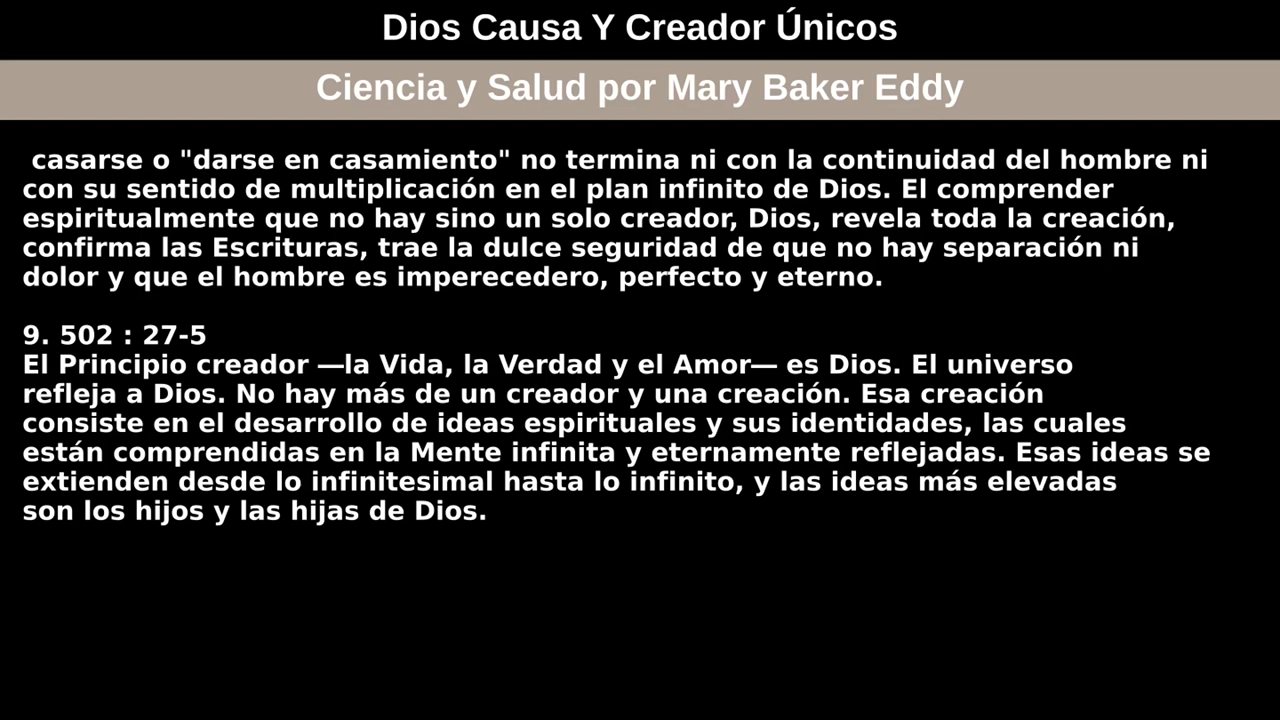 Dios Causa Y Creador Únicos
Ciencia y Salud por Mary Baker Eddy
casarse o "darse en casamiento" no termina ni con la continuidad del hombre ni
con su sentido de multiplicación en el plan infinito de Dios. El comprender
espiritualmente que no hay sino un solo creador, Dios, revela toda la creación,
confirma las Escrituras, trae la dulce seguridad de que no hay separación ni
dolor y que el hombre es imperecedero, perfecto y eterno.
9. 502 : 27-5
El Principio creador —la Vida, la Verdad y el Amor— es Dios. El universo
refleja a Dios. No hay más de un creador y una creación. Esa creación
consiste en el desarrollo de ideas espirituales y sus identidades, las cuales
están comprendidas en la Mente infinita y eternamente reflejadas. Esas ideas se
extienden desde lo infinitesimal hasta lo infinito, y las ideas más elevadas
son los hijos y las hijas de Dios.